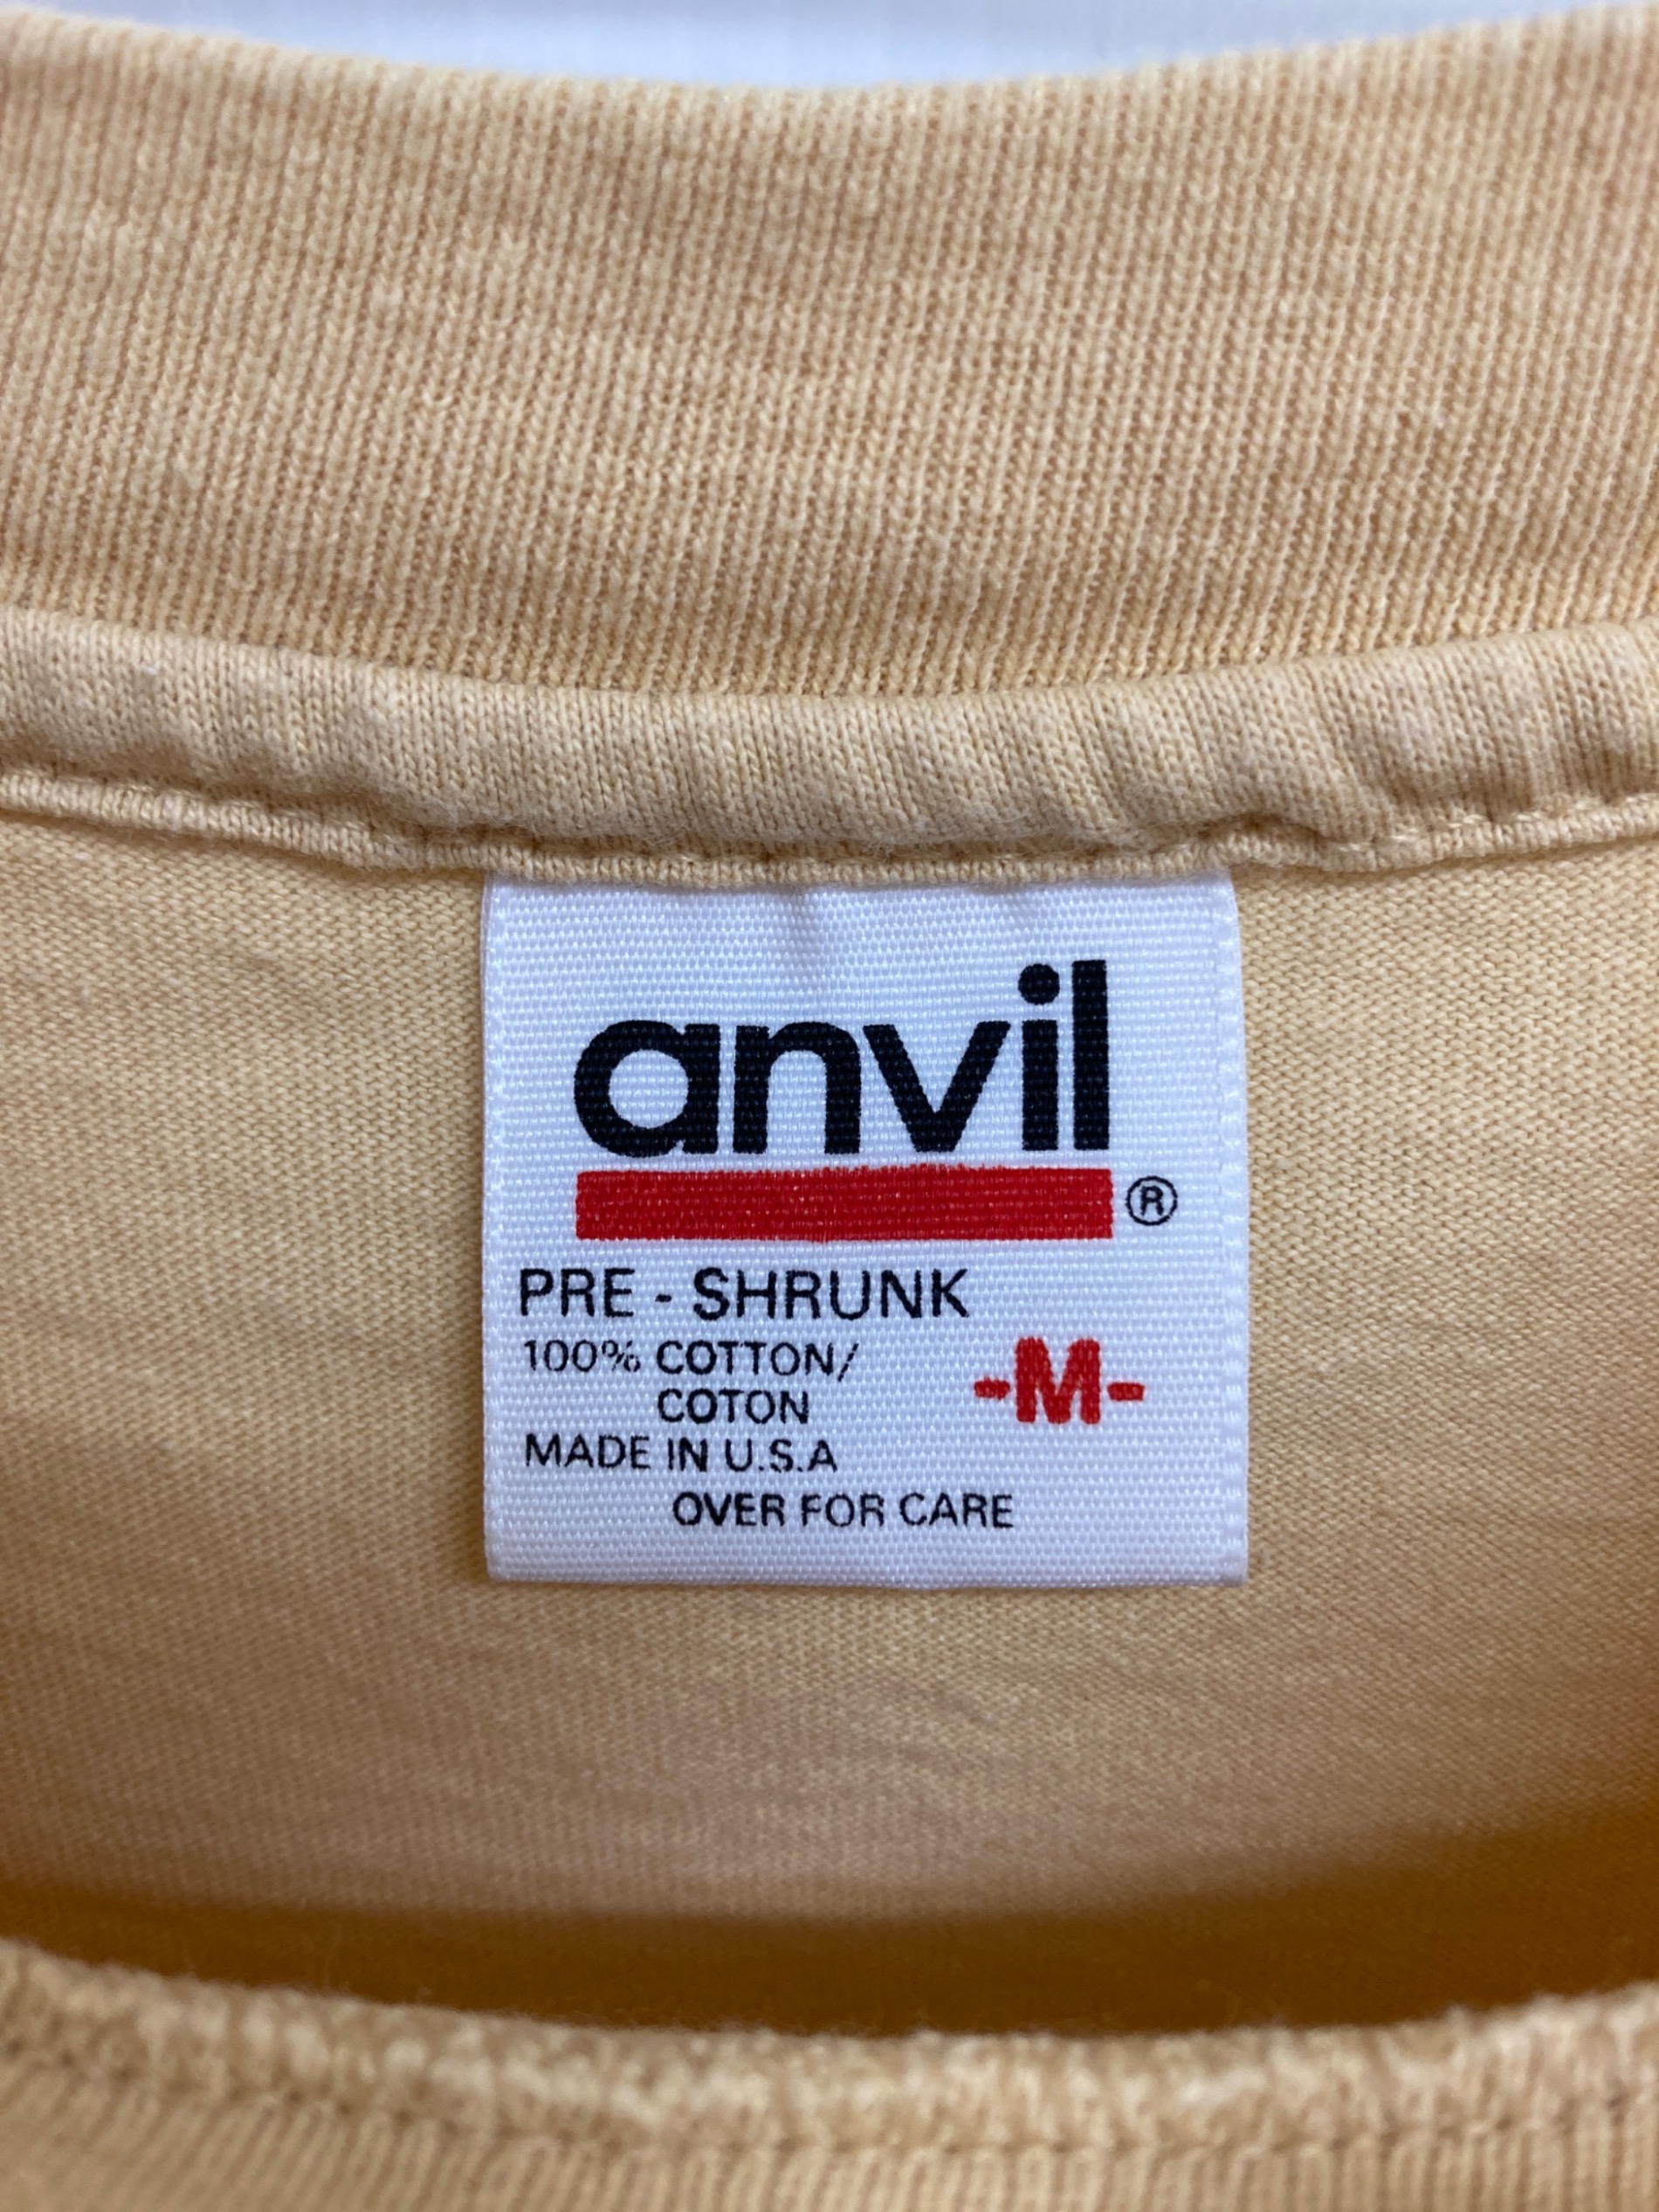 anvil
®
PRE - SHRUNK
100% COTTON/
COTON
-M-
MADE IN U.S.A
OVER FOR CARE